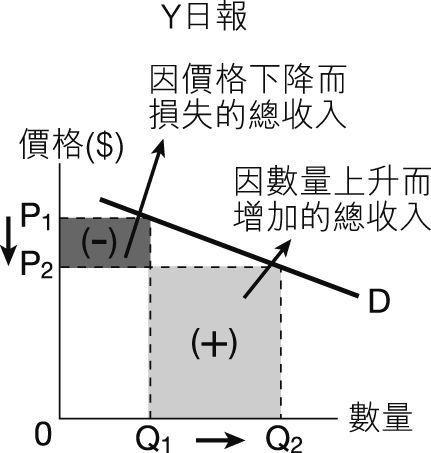 Y日報
因價格下降而
損失的總收入
價格($)
因數量上升而
增加的總收入
P1
(-)
P2
D
(+)
0
Q1
Q2
數量